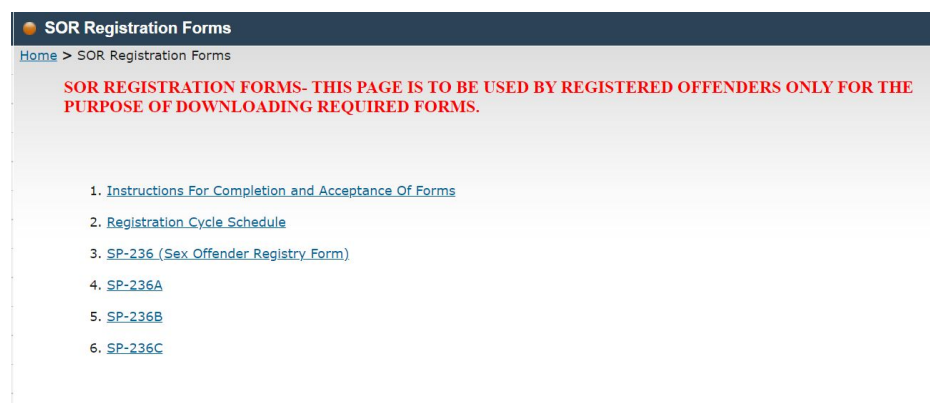 SOR Registration Forms
Home > SOR Registration Forms
SOR REGISTRATION FORMS- THIS PAGE IS TO BE USED BY REGISTERED OFFENDERS ONLY FOR THE
PURPOSE OF DOWNLOADING REQUIRED FORMS.
1. Instructions For Completion and Acceptance Of Forms
2. Registration Cycle Schedule
3. SP-236 (Sex Offender Registry Form)
4. SP-236A
5. SP-236B
6. SP-236C